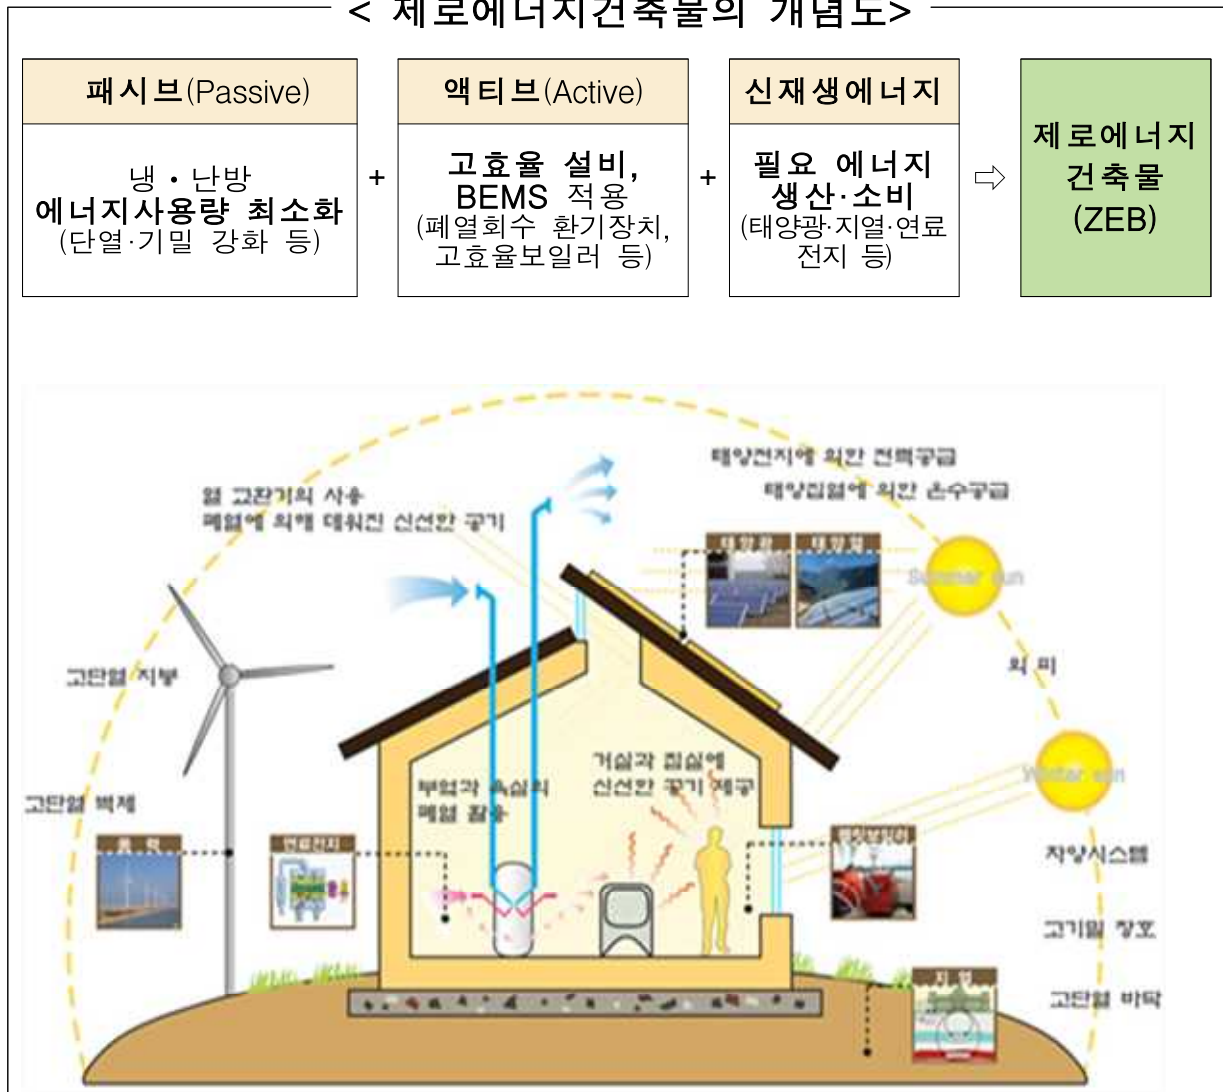 < 제로에너지건축물의 개념도>
패시브(Passive)
냉·난방
에너지사용량 최소화
(단열·기밀 강화 등)
+
액티브(Active)
고효율 설비,
BEMS 적용
(폐열회수 환기장치,
고효율보일러 등)
+
신재생에너지
필요 에너지
생산·소비
(태양광·지열·연료
전지 등)
⇨
제로에너지
건축물
(ZEB)
태양전지에 의한 전력공급
태양집열에 의한 온수공급
열 교환기의 사용
폐열에 의해 데워진 신선한 공기
태양광
태양열
Summer sun
고단열 지붕
외 피
거실과 침실에
신선한 공기 제공
부엌과 욕실의
폐열 활용
Winter sun
고단열 벽체
풍 력
연료전지
펠릿보일러
차양시스템
고기밀 창호
지 열
고단열 바닥